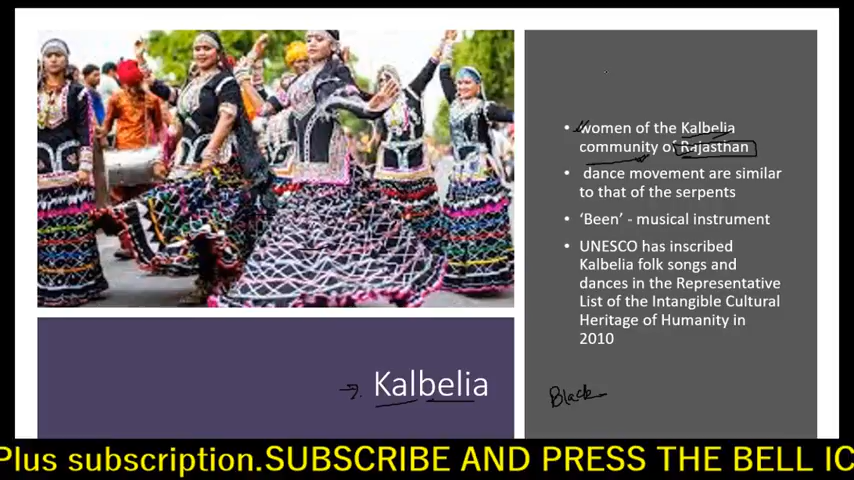 • women of the Kalbelia
community of Rajasthan
• dance movement are similar
to that of the serpents
• ‘Been’ - musical instrument
• UNESCO has inscribed
Kalbelia folk songs and
dances in the Representative
List of the Intangible Cultural
Heritage of Humanity in
2010
Kalbelia
Black
Plus subscription.SUBSCRIBE AND PRESS THE BELL IC